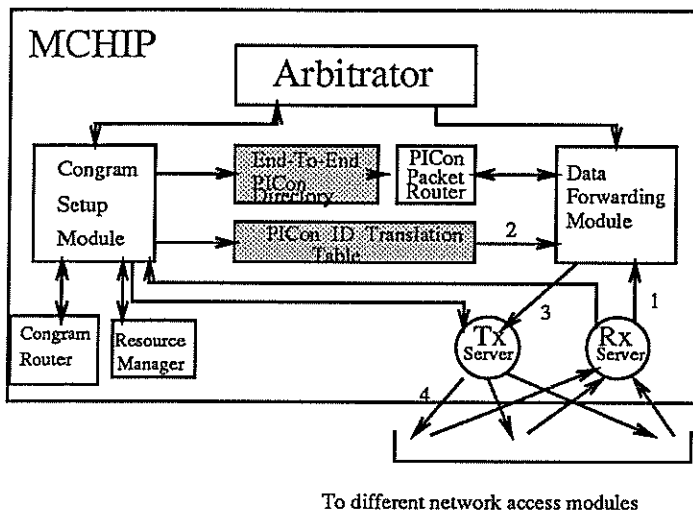 MCHIP
Arbitrator
Congram
Setup
Module
End-To-End
PICon
Directory
PICon
Packet
Router
Data
Forwarding
Module
PICon ID Translation
Table
2
1
3
Congram
Router
Resource
Manager
Tx
Server
Rx
Server
4
To different network access modules